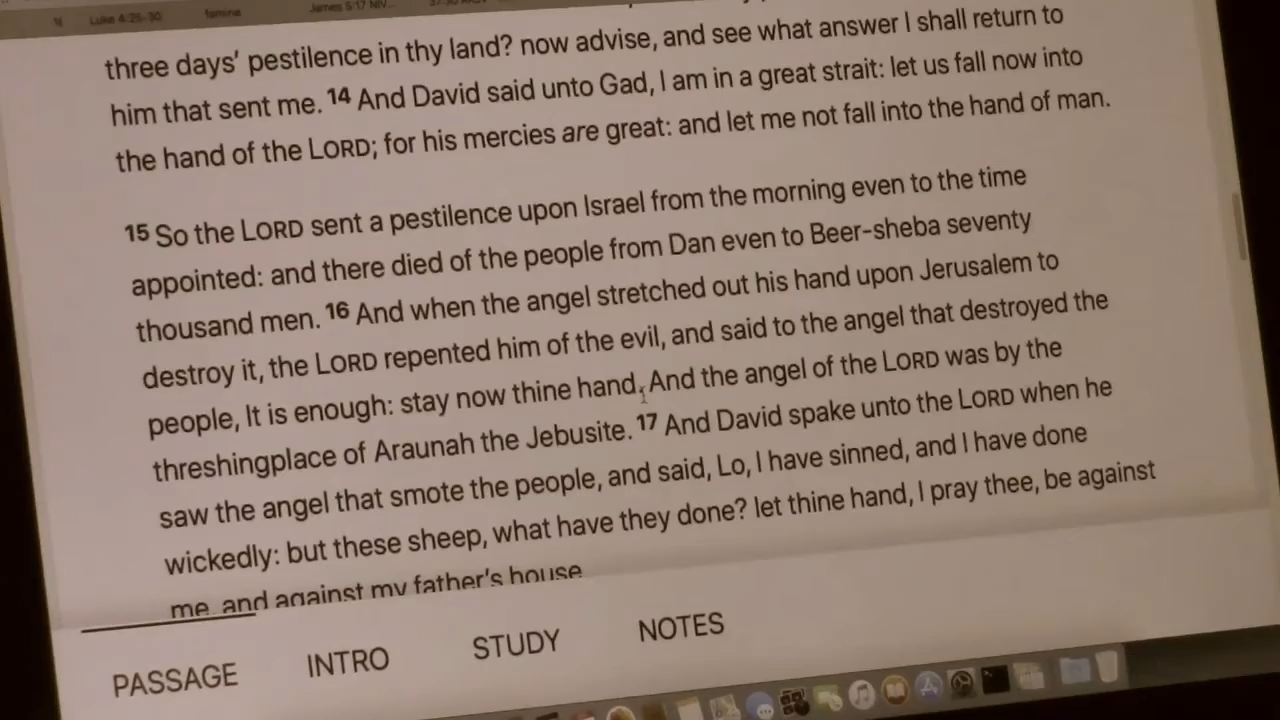 Luke 4:25-30 famine James 5:17 NIV...
three days' pestilence in thy land? now advise, and see what answer I shall return to
him that sent me. 14 And David said unto Gad, I am in a great strait: let us fall now into
the hand of the LORD; for his mercies are great: and let me not fall into the hand of man.
15 So the LORD sent a pestilence upon Israel from the morning even to the time
appointed: and there died of the people from Dan even to Beer-sheba seventy
thousand men. 16 And when the angel stretched out his hand upon Jerusalem to
destroy it, the LORD repented him of the evil, and said to the angel that destroyed the
people, It is enough: stay now thine hand. And the angel of the LORD was by the
threshingplace of Araunah the Jebusite. 17 And David spake unto the LORD when he
saw the angel that smote the people, and said, Lo, I have sinned, and I have done
wickedly: but these sheep, what have they done? let thine hand, I pray thee, be against
me, and against my father's house
PASSAGE INTRO STUDY NOTES